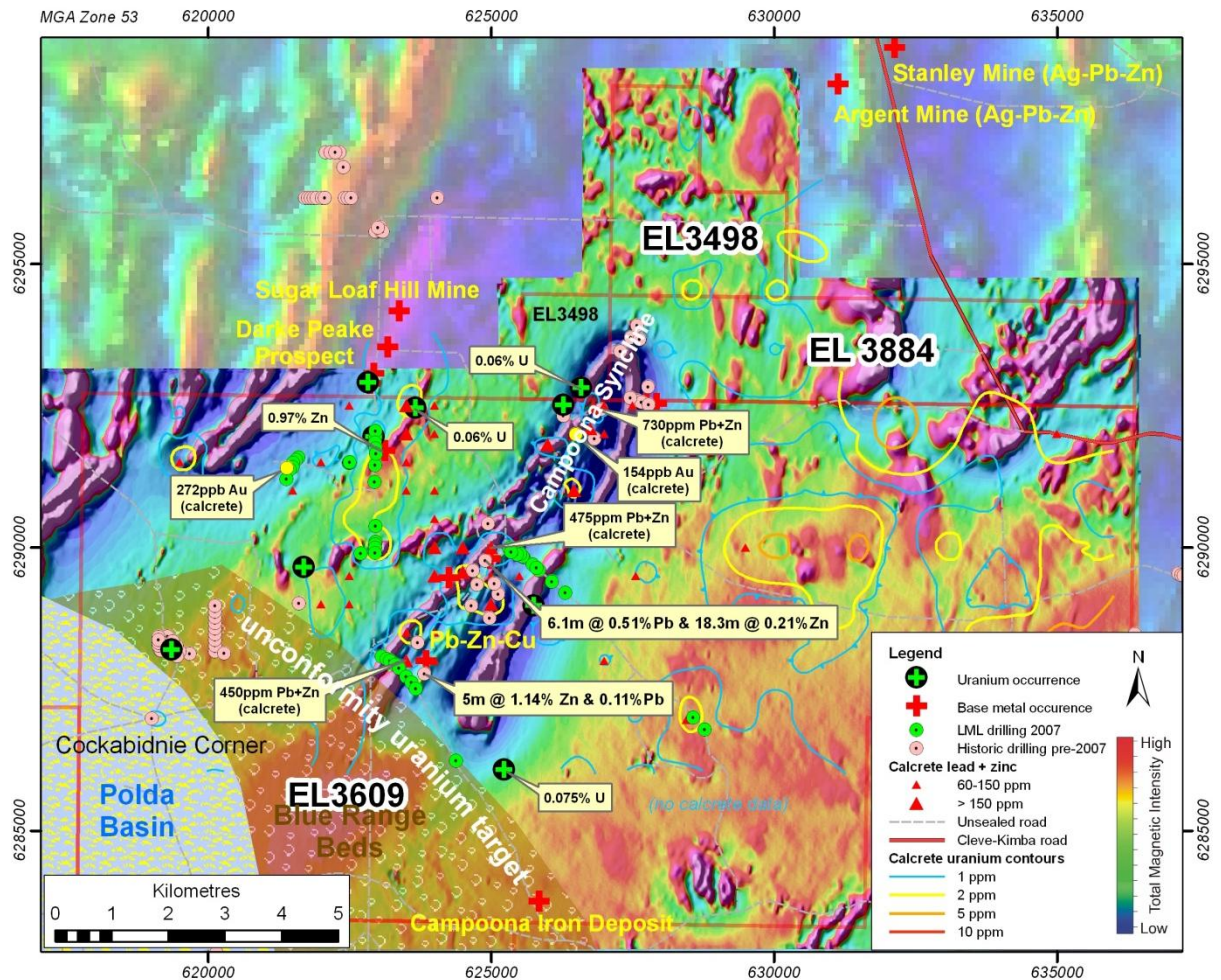 MGA Zone 53
620000
625000
630000
635000
Stanley Mine (Ag-Pb-Zn)
Argent Mine (Ag-Pb-Zn)
EL3498
6295000
6295000
Sugar Loaf Hill Mine
EL3498
Darke Peake
Prospect
EL 3884
0.06% U
Campoona Syncline
0.97% Zn
0.06% U
730ppm Pb+Zn
(calcrete)
272ppb Au
(calcrete)
154ppb Au
(calcrete)
475ppm Pb+Zn
(calcrete)
6290000
6290000
unconformity uranium target
6.1m @ 0.51%Pb & 18.3m @ 0.21%Zn
Pb-Zn-Cu
450ppm Pb+Zn
(calcrete)
5m @ 1.14% Zn & 0.11%Pb
Cockabidnie Corner
EL3609
0.075% U
Polda
Basin
Blue Range
Beds
(no calcrete data)
6285000
6285000
Campoona Iron Deposit
Kilometres
0 1 2 3 4 5
Legend
Uranium occurrence
Base metal occurence
LML drilling 2007
Historic drilling pre-2007
Calcrete lead + zinc
60-150 ppm
> 150 ppm
Unsealed road
Cleve-Kimba road
Calcrete uranium contours
1 ppm
2 ppm
5 ppm
10 ppm
N
High
Total Magnetic Intensity
Low
620000
625000
630000
635000